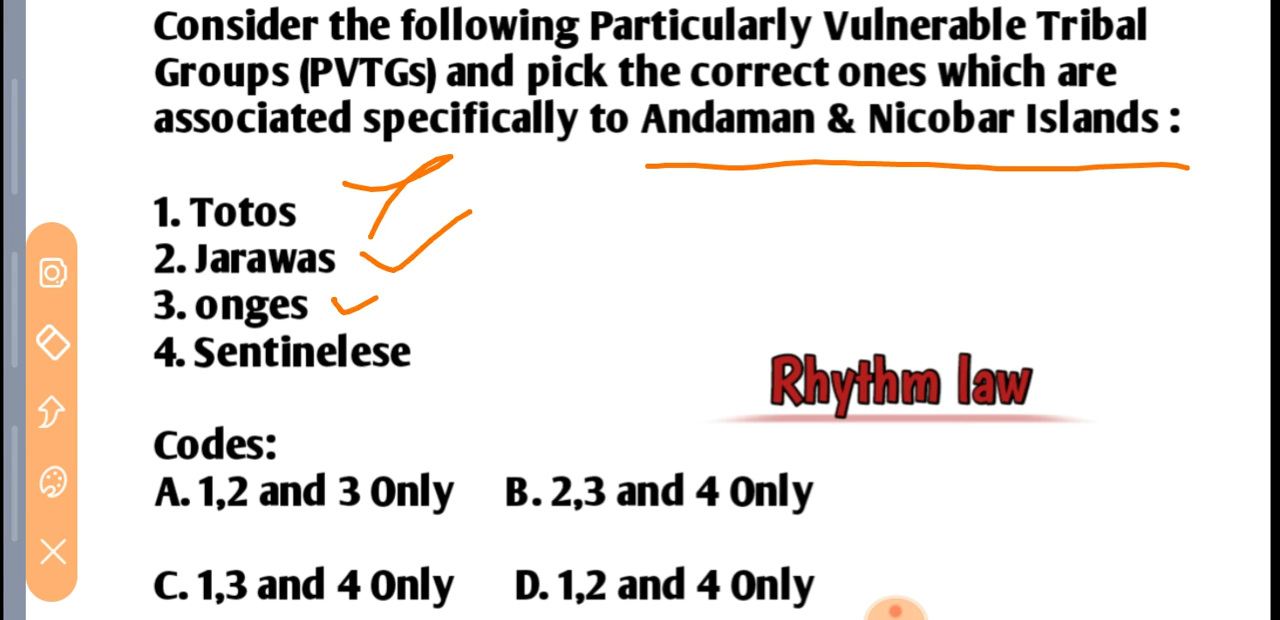 Consider the following Particularly Vulnerable Tribal
Groups (PVTGs) and pick the correct ones which are
associated specifically to Andaman & Nicobar Islands :
1. Totos
2. Jarawas
3. onges
4. Sentinelese
Rhythm law
Codes:
A. 1,2 and 3 Only B. 2,3 and 4 Only
C. 1,3 and 4 Only D. 1,2 and 4 Only